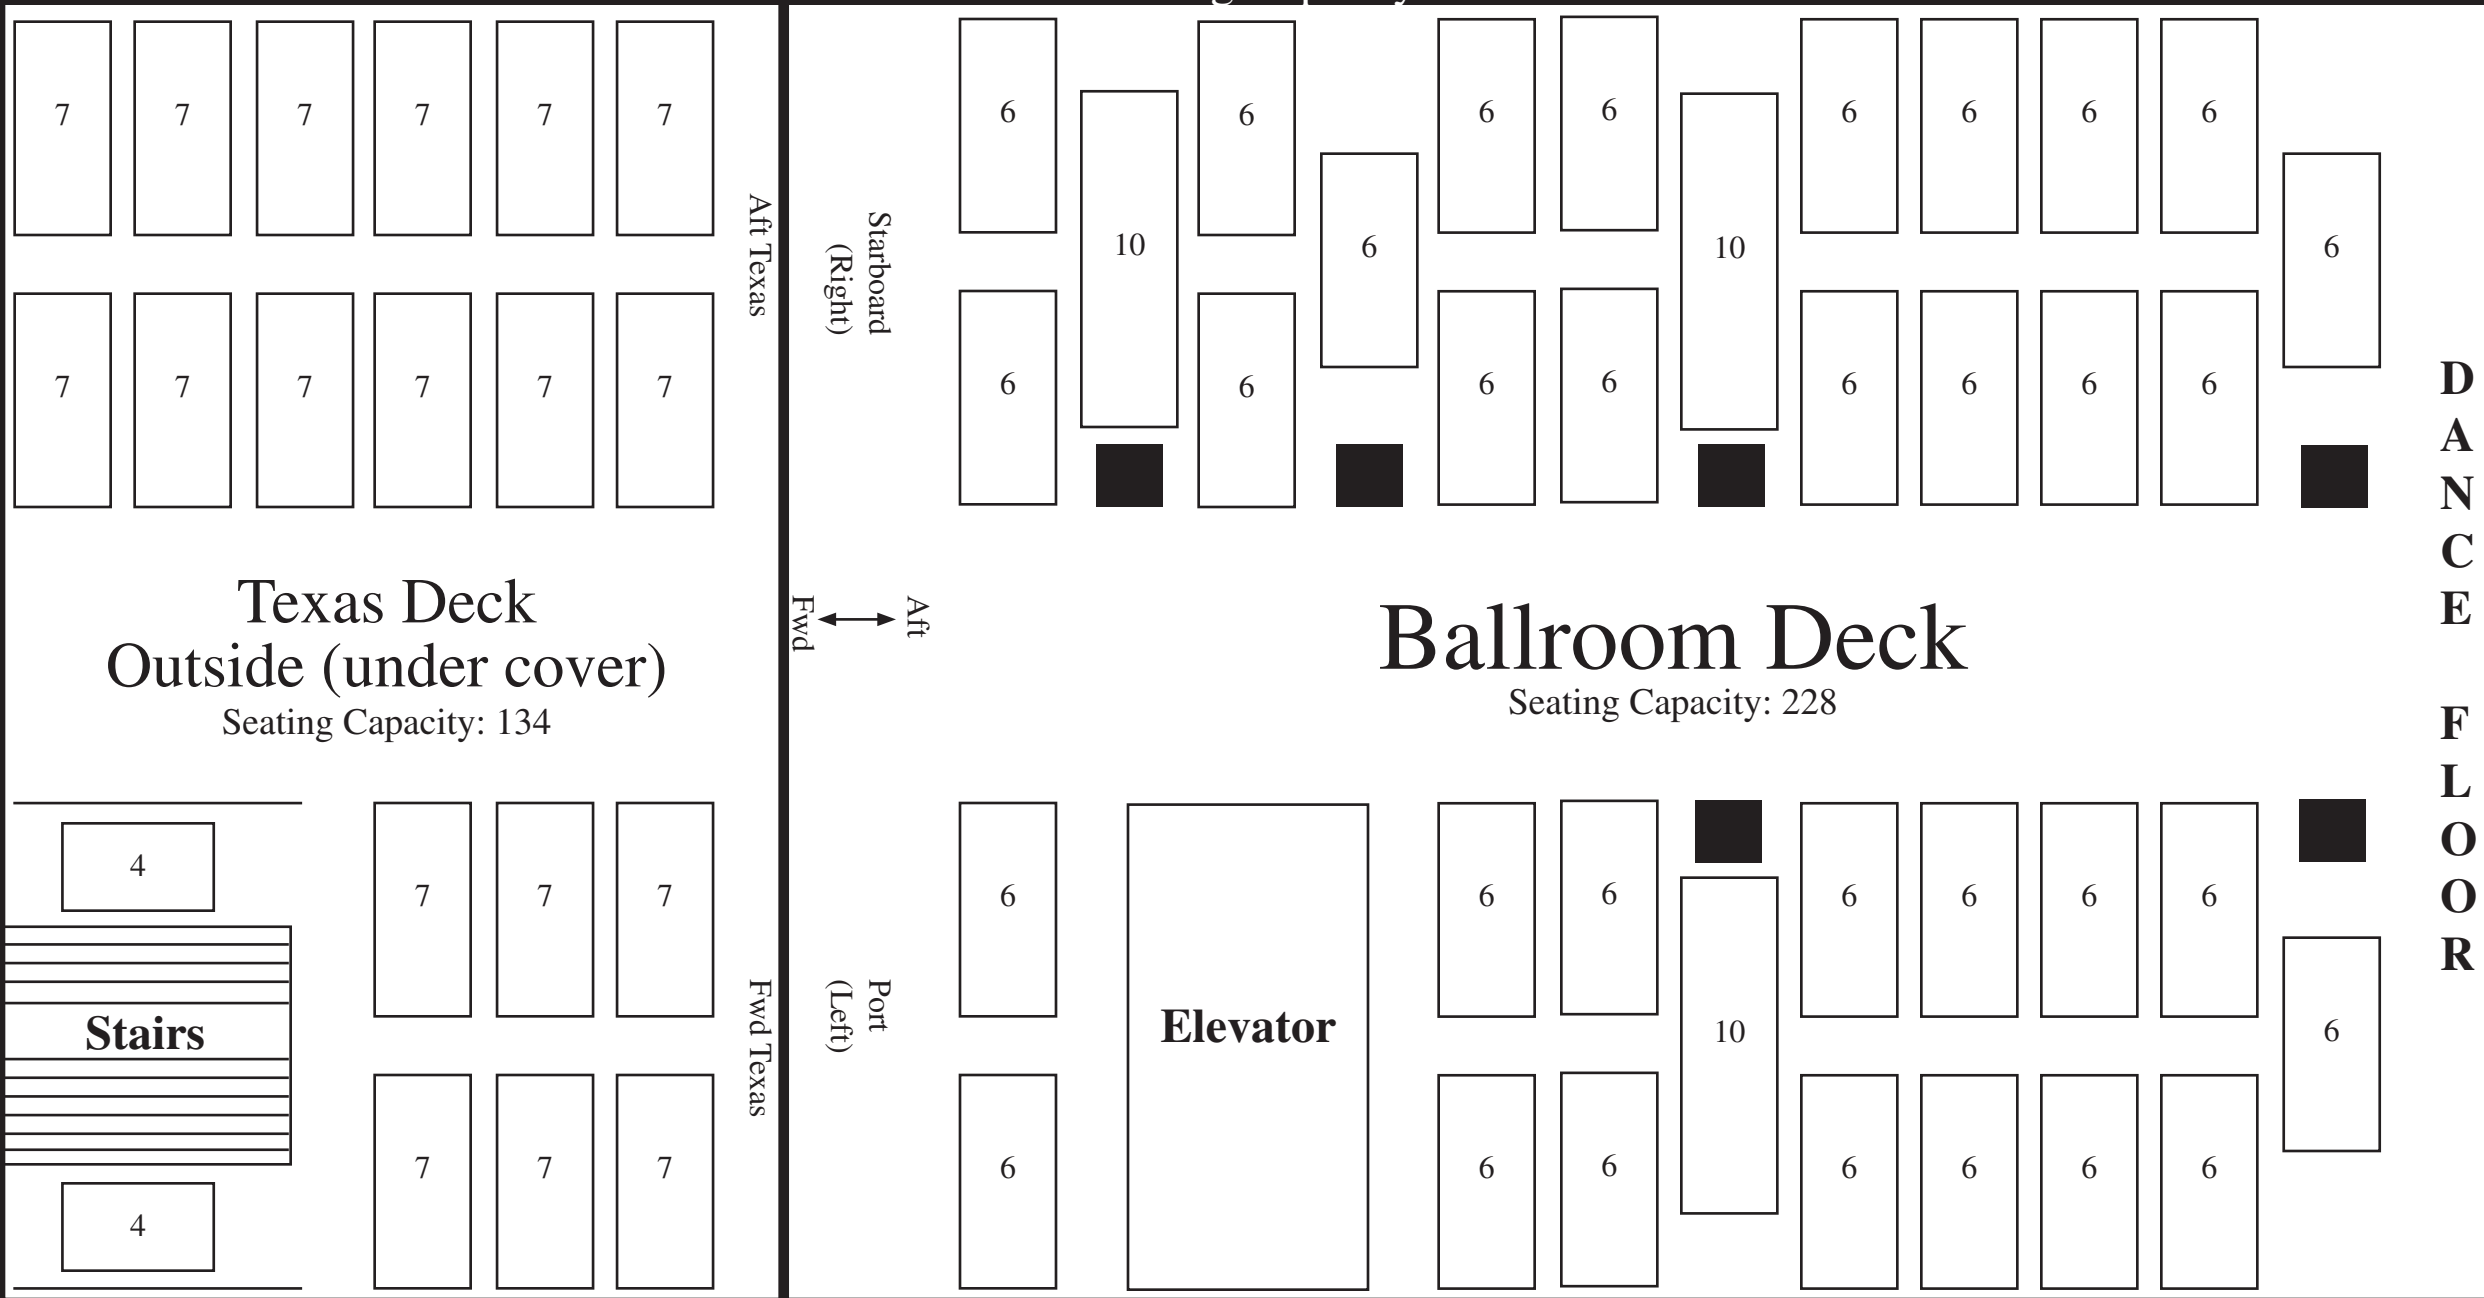 7 7 7 7 7 7
7 7 7 7 7 7
Aft Texas
Texas Deck
Outside (under cover)
Seating Capacity: 134
4
Stairs
4
7 7 7
7 7 7
Fwd Texas
Starboard
(Right)
Fwd
Aft
Port
(Left)
6 6 6 6 6 6 6 6
10 6 10 6
6 6 6 6 6 6 6 6
Ballroom Deck
Seating Capacity: 228
6 6 6 6 6 6 6
Elevator
10 6
6 6 6 6 6 6 6
DANCE FLOOR